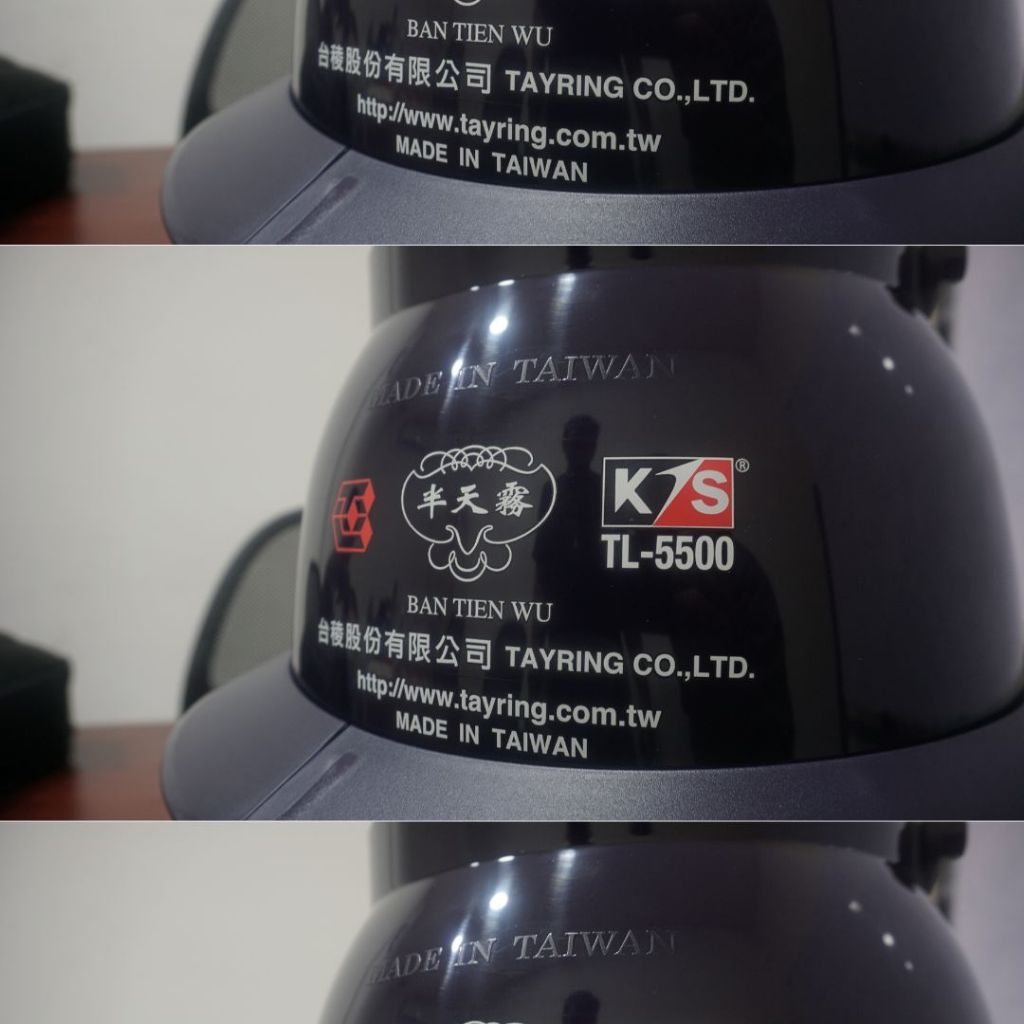 BAN TIEN WU
台稜股份有限公司 TAYRING CO.,LTD.
http://www.tayring.com.tw
MADE IN TAIWAN
MADE IN TAIWAN
半天霧
KTS®
TL-5500
BAN TIEN WU
台稜股份有限公司 TAYRING CO.,LTD.
http://www.tayring.com.tw
MADE IN TAIWAN
MADE IN TAIWAN